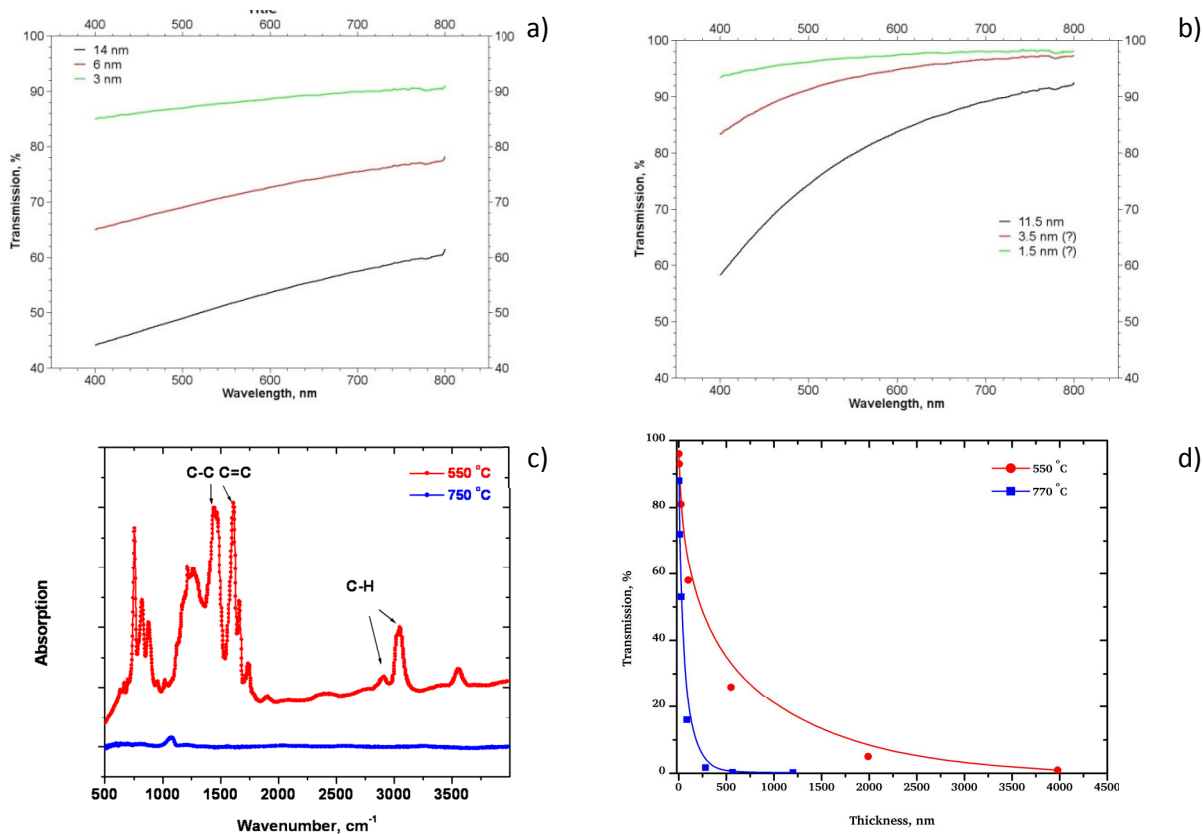 Title
400 500 600 700 800
a)
14 nm
6 nm
3 nm
100 100
90 90
80 80
70 70
60 60
50 50
40 40
Transmission, %
400 500 600 700 800
Wavelength, nm
400 500 600 700 800
b)
100 100
90 90
80 80
70 70
60 60
50 50
40 40
Transmission, %
11.5 nm
3.5 nm (?)
1.5 nm (?)
400 500 600 700 800
Wavelength, nm
c)
C-C C=C
550 °C
750 °C
C-H
Absorption
500 1000 1500 2000 2500 3000 3500
Wavenumber, cm⁻¹
d)
100
80
60
40
20
0
Transmission, %
550 °C
770 °C
0 500 1000 1500 2000 2500 3000 3500 4000 4500
Thickness, nm